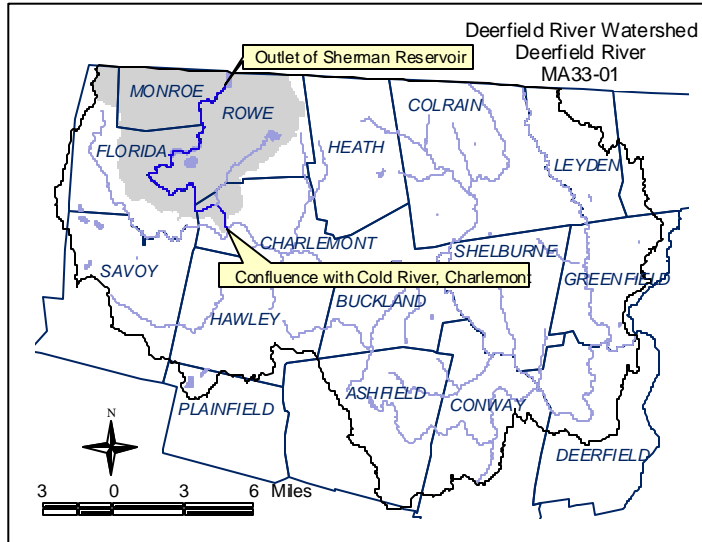 Deerfield River Watershed
Deerfield River
MA33-01
Outlet of Sherman Reservoir
MONROE
ROWE
COLRAIN
HEATH
FLORIDA
LEYDEN
CHARLEMONT
SHELBURNE
SAVOY
Confluence with Cold River, Charlemont
GREENFIELD
BUCKLAND
HAWLEY
ASHFIELD
CONWAY
PLAINFIELD
DEERFIELD
N
3 0 3 6 Miles